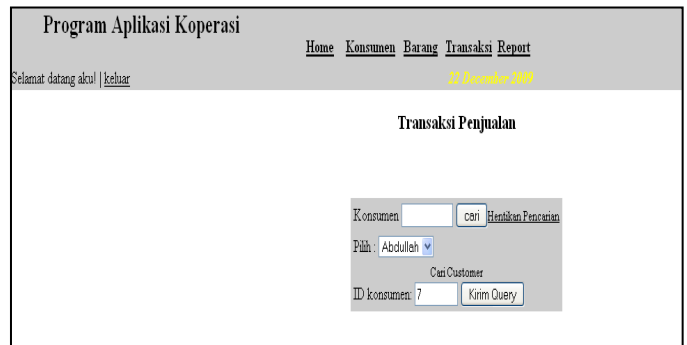 Program Aplikasi Koperasi
Home Konsumen Barang Transaksi Report
Selamat datang aku! | keluar
22 December 2009
Transaksi Penjualan
Konsumen cari Hentikan Pencarian
Pilih : Abdullah
Cari Customer
ID konsumen: 7 Kirim Query